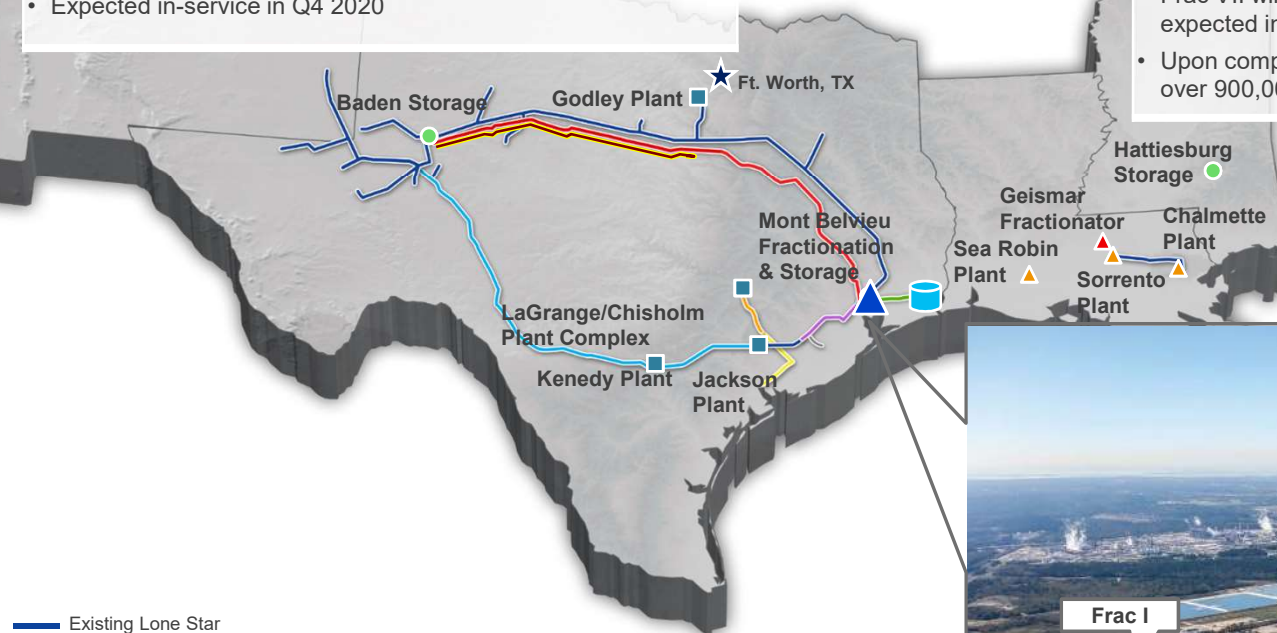 • Expected in-service in Q4 2020
expected in
• Upon comp
over 900,00
Ft. Worth, TX
Baden Storage
Godley Plant
Hattiesburg
Storage
Geismar
Fractionator
Chalmette
Plant
Mont Belvieu
Fractionation
& Storage
Sea Robin
Plant
Sorrento
Plant
LaGrange/Chisholm
Plant Complex
Kenedy Plant
Jackson
Plant
Frac I
Existing Lone Star